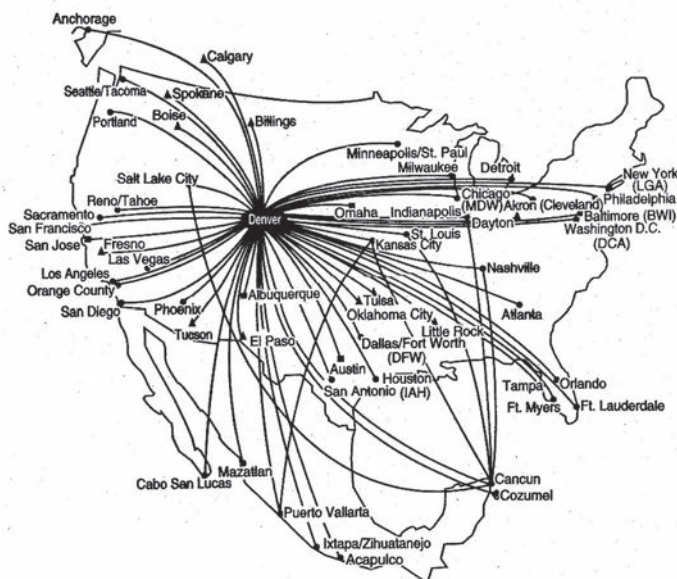 Anchorage
Calgary
Seattle/Tacoma
Spokane
Portland
Boise
Billings
Minneapolis/St. Paul
Milwaukee
Detroit
New York
(LGA)
Salt Lake City
Chicago
(MDW)
Akron (Cleveland)
Philadelphia
Reno/Tahoe
Sacramento
San Francisco
Denver
Omaha
Indianapolis
Dayton
Baltimore (BWI)
Washington D.C.
(DCA)
San Jose
Fresno
Las Vegas
St. Louis
Kansas City
Los Angeles
Orange County
Nashville
San Diego
Phoenix
Albuquerque
Tulsa
Oklahoma City
Atlanta
Tucson
El Paso
Little Rock
Dallas/Fort Worth
(DFW)
Austin
San Antonio
Houston
(IAH)
Tampa
Orlando
Ft. Myers
Ft. Lauderdale
Cabo San Lucas
Mazatlan
Cancun
Cozumel
Puerto Vallarta
Ixtapa/Zihuatanejo
Acapulco